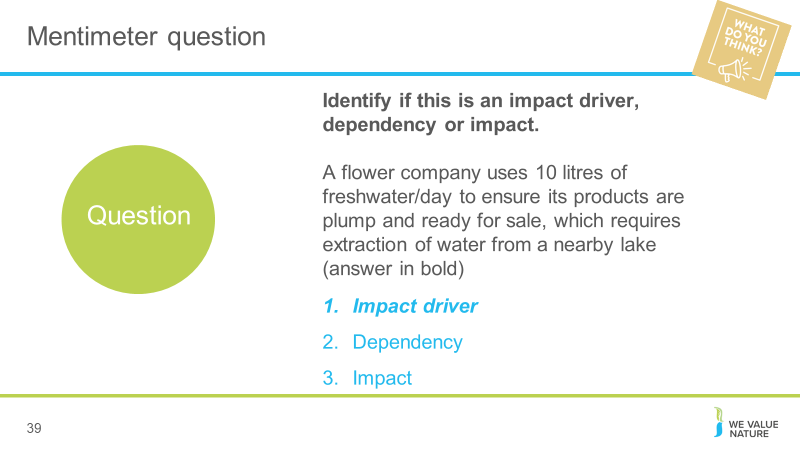 Mentimeter question
WHAT
DO YOU
THINK?
Identify if this is an impact driver,
dependency or impact.
Question
A flower company uses 10 litres of
freshwater/day to ensure its products are
plump and ready for sale, which requires
extraction of water from a nearby lake
(answer in bold)
1. Impact driver
2. Dependency
3. Impact
39
WE VALUE
NATURE